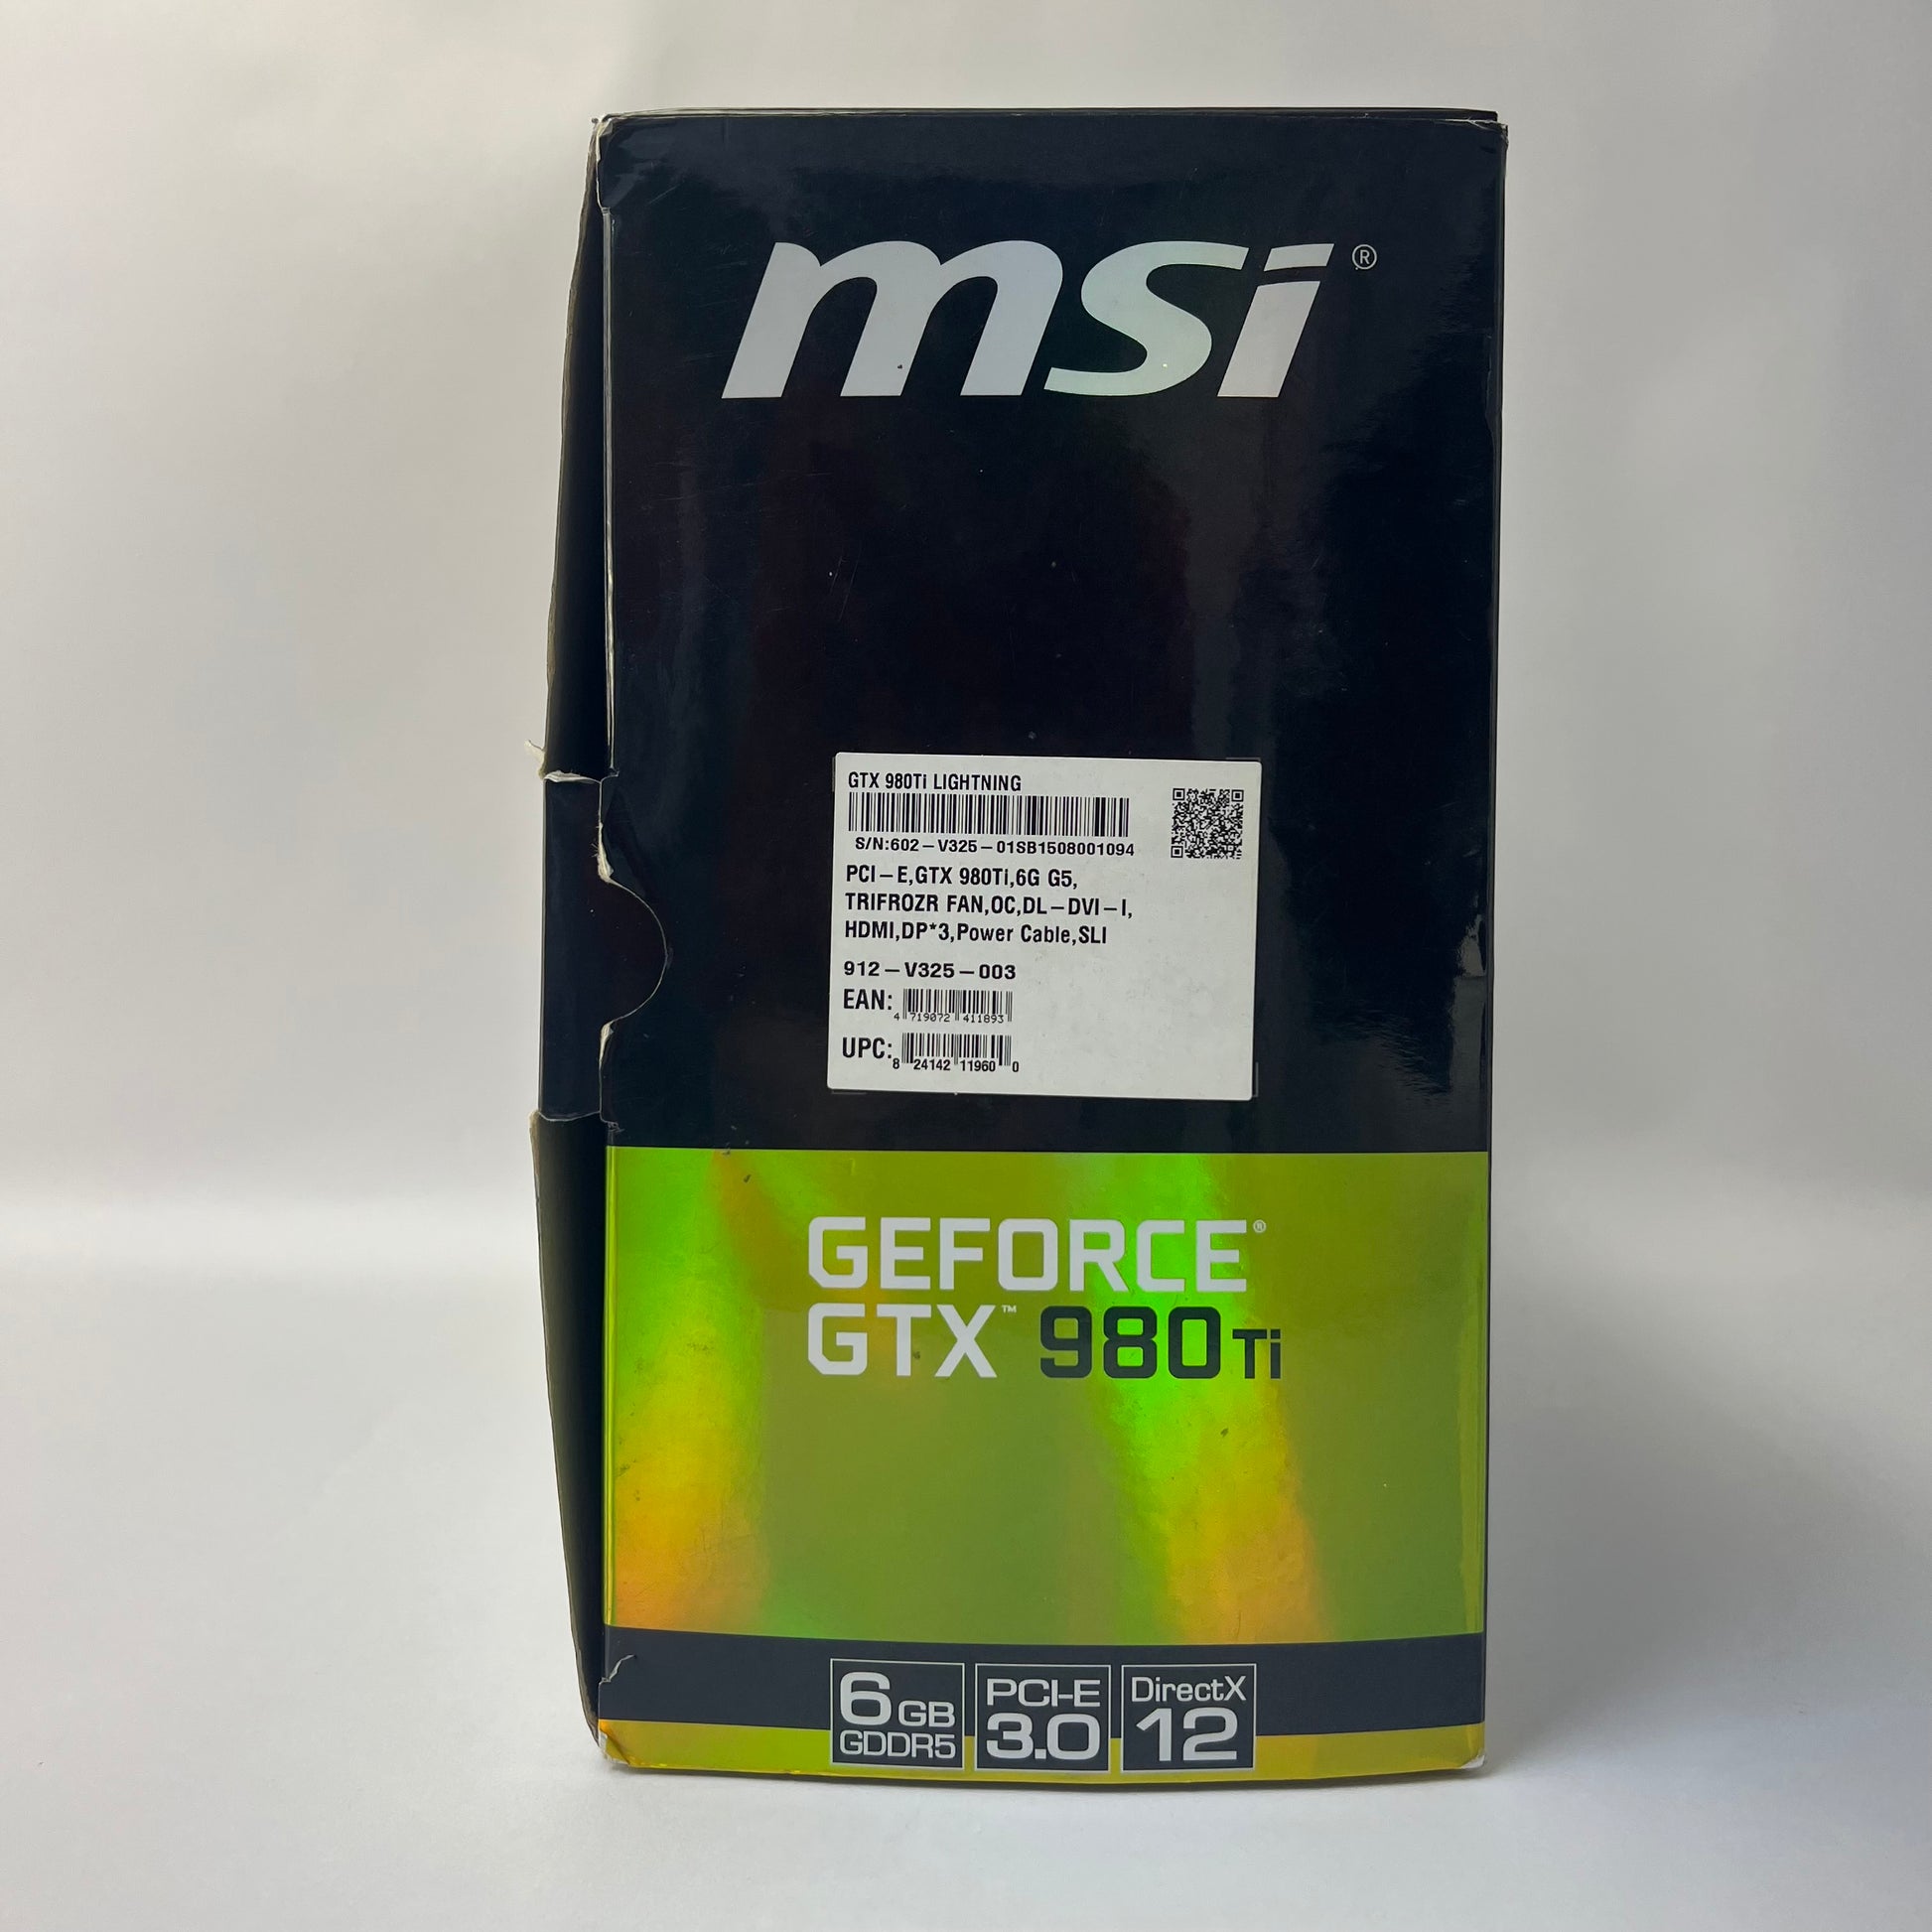 msi®
GTX 980Ti LIGHTNING
S/N:602-V325-01SB1508001094
PCI-E,GTX 980Ti,6G G5,
TRIFROZR FAN,OC,DL-DVI-I,
HDMI,DP*3,Power Cable,SLI
912-V325-003
EAN:
4 719072 411893
UPC:
8 24142 11960 0
GEFORCE®
GTX™ 980 Ti
6GB
GDDR5
PCI-E
3.0
DirectX
12